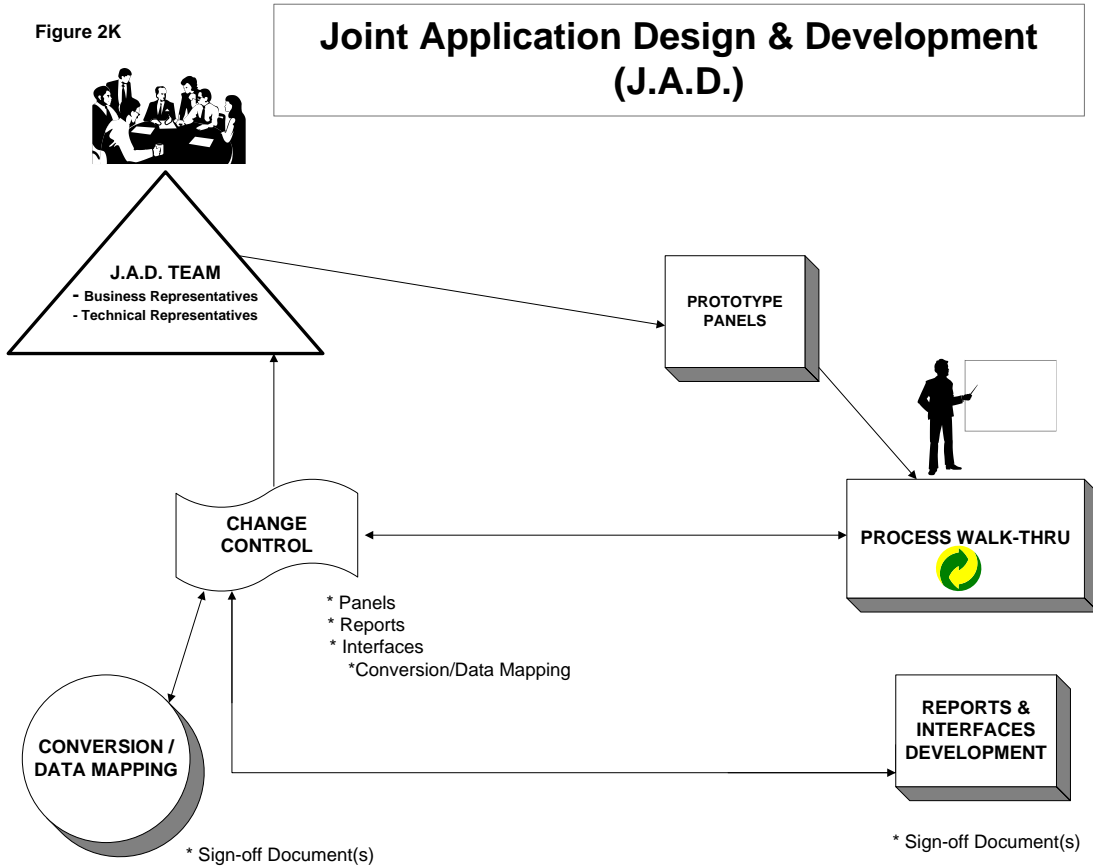 Figure 2K
Joint Application Design & Development
(J.A.D.)
J.A.D. TEAM
- Business Representatives
- Technical Representatives
PROTOTYPE
PANELS
CHANGE
CONTROL
PROCESS WALK-THRU
* Panels
* Reports
* Interfaces
*Conversion/Data Mapping
CONVERSION /
DATA MAPPING
REPORTS &
INTERFACES
DEVELOPMENT
* Sign-off Document(s)
* Sign-off Document(s)